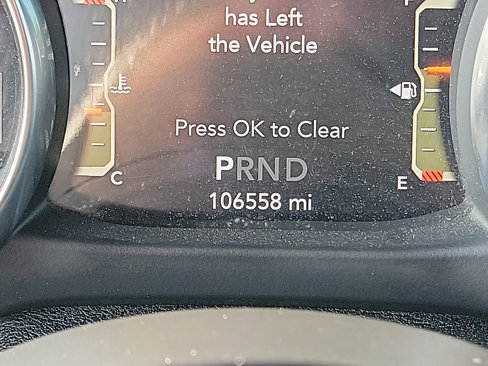 has Left
the Vehicle
Press OK to Clear
PRND
C
E
106558 mi